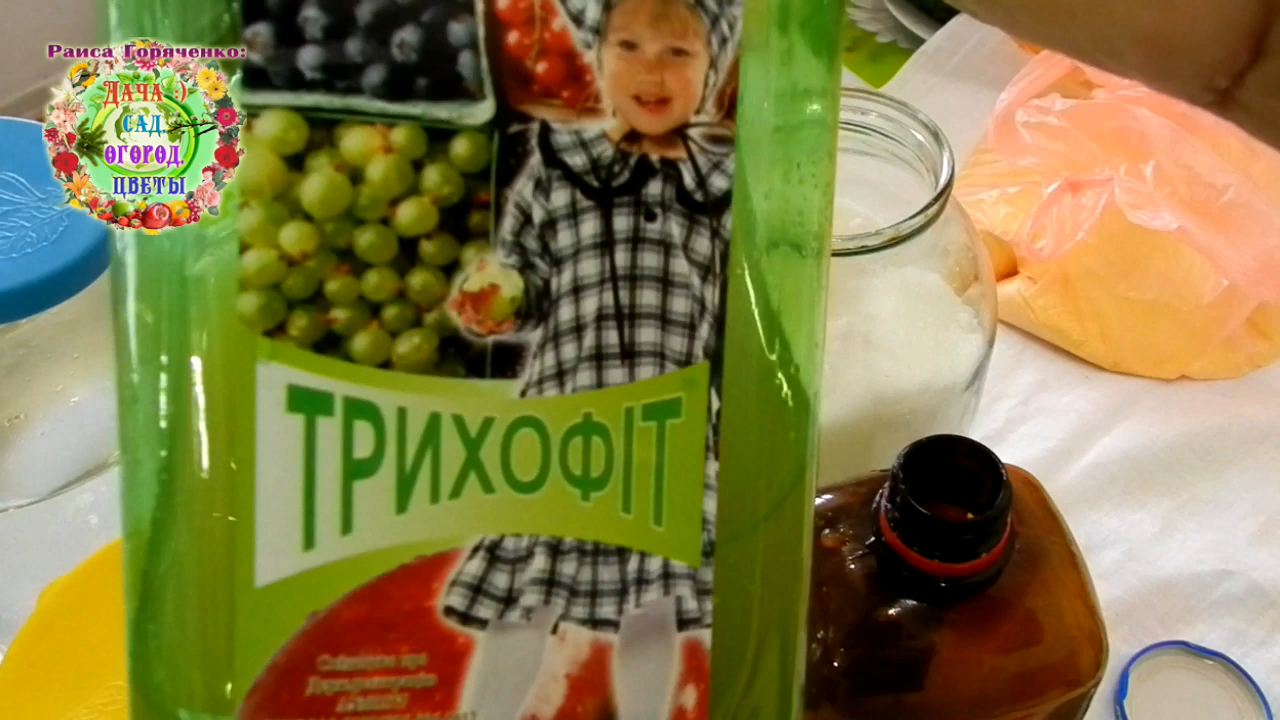 Раиса Горяченко:
Дача :)
САД,
ОГОРОД,
ЦВЕТЫ
ТРИХОФІТ